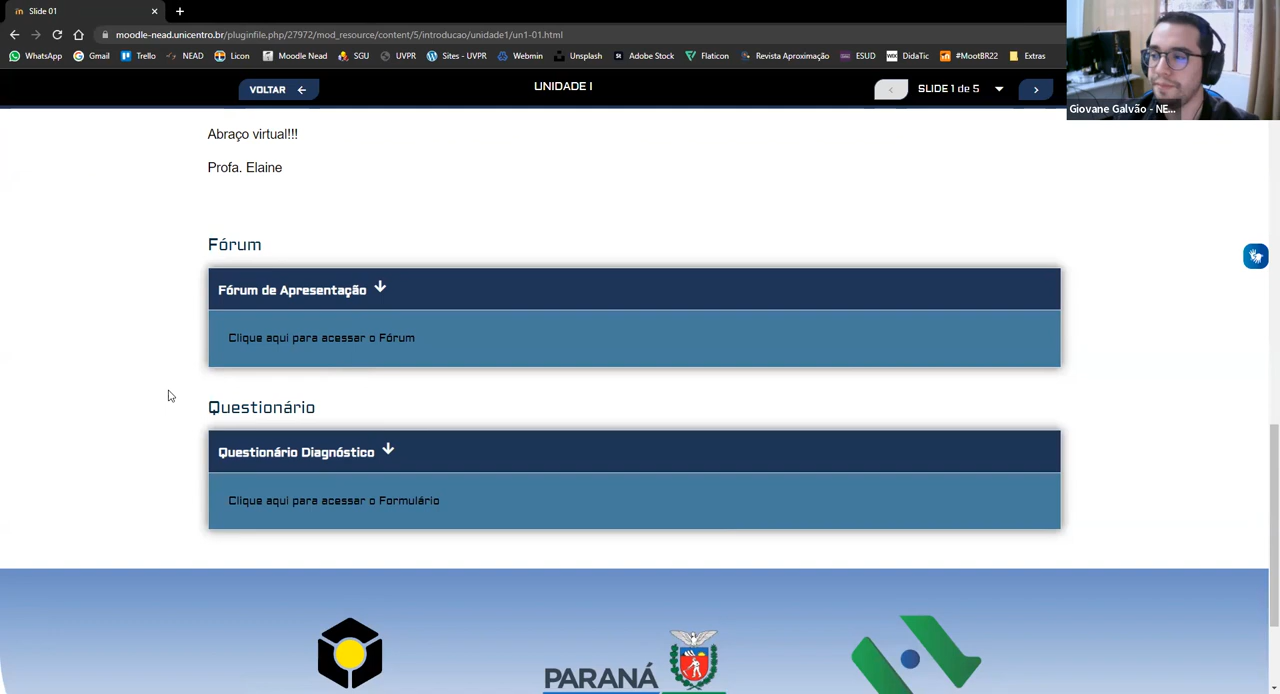 Slide 01
moodle-nead.unicentro.br/pluginfile.php/27972/mod_resource/content/5/introducao/unidade1/un1-01.html
WhatsApp Gmail Trello NEAD Licon Moodle Nead SGU UVPR Sites - UVPR Webmin Unsplash Adobe Stock Flaticon Revista Aproximação ESUD DidaTic #MootBR22 Extras
VOLTAR UNIDADE I SLIDE 1 de 5
Giovane Galvão - NE...
Abraço virtual!!!
Profa. Elaine
Fórum
Fórum de Apresentação
Clique aqui para acessar o Fórum
Questionário
Questionário Diagnóstico
Clique aqui para acessar o Formulário
PARANÁ